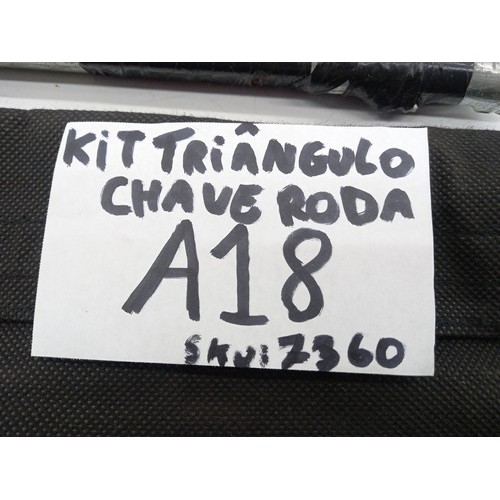 KiT TRiÂNGULO
CHAVE RODA
A18
SKU: 7360